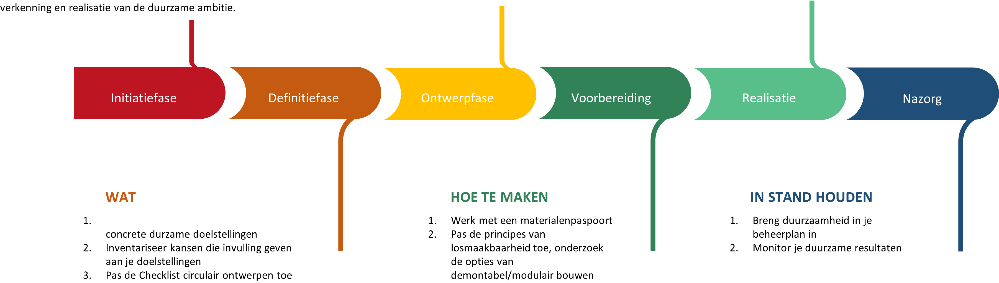 verkenning en realisatie van de duurzame ambitie.
Initiatiefase
Definitiefase
Ontwerpfase
Voorbereiding
Realisatie
Nazorg
WAT
1.
concrete durzame doelstellingen
2. Inventariseer kansen die invulling geven
aan je doelstellingen
3. Pas de Checklist circulair ontwerpen toe
HOE TE MAKEN
1. Werk met een materialenpaspoort
2. Pas de principes van
losmaakbaarheid toe, onderzoek
de opties van
demontabel/modulair bouwen
IN STAND HOUDEN
1. Breng duurzaamheid in je
beheerplan in
2. Monitor je duurzame resultaten